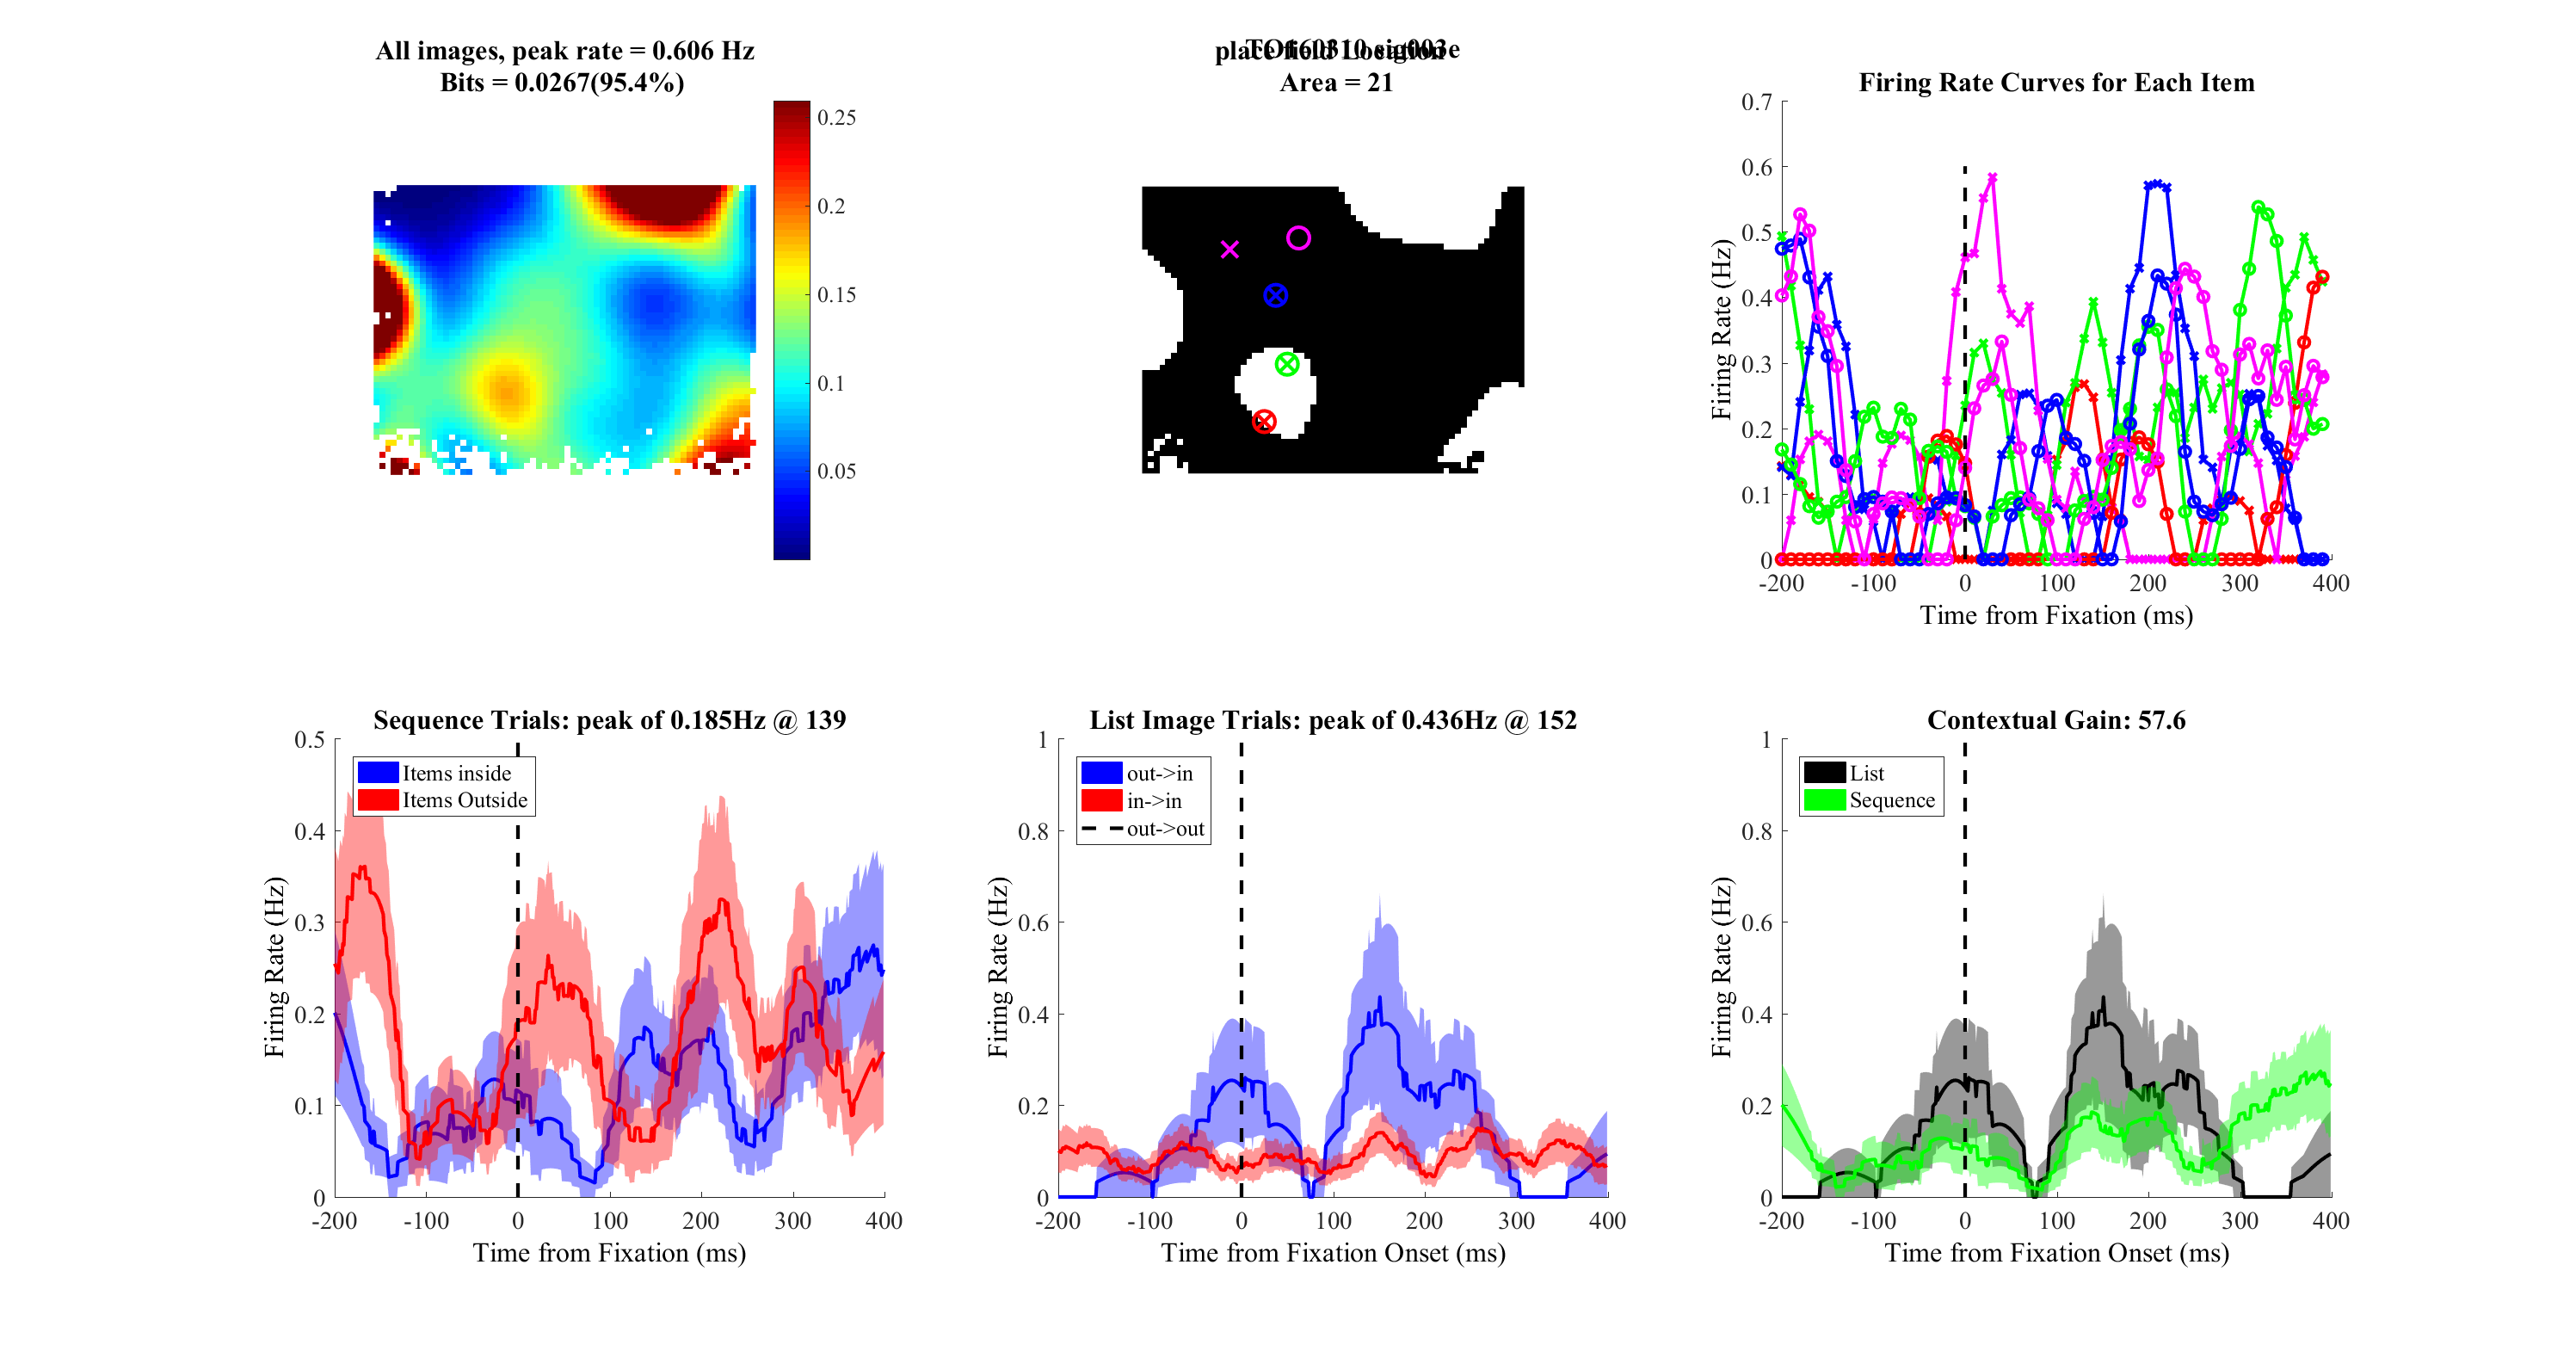 All images, peak rate = 0.606 Hz
Bits = 0.0267(95.4%)
0.25
0.2
0.15
0.1
0.05
place field Location
Area = 21
Firing Rate Curves for Each Item
Firing Rate (Hz)
0.7
0.6
0.5
0.4
0.3
0.2
0.1
0
-200 -100 0 100 200 300 400
Time from Fixation (ms)
Sequence Trials: peak of 0.185Hz @ 139
Items inside
Items Outside
Firing Rate (Hz)
0.5
0.4
0.3
0.2
0.1
0
-200 -100 0 100 200 300 400
Time from Fixation (ms)
List Image Trials: peak of 0.436Hz @ 152
out->in
in->in
out->out
Firing Rate (Hz)
1
0.8
0.6
0.4
0.2
0
-200 -100 0 100 200 300 400
Time from Fixation Onset (ms)
Contextual Gain: 57.6
List
Sequence
Firing Rate (Hz)
1
0.8
0.6
0.4
0.2
0
-200 -100 0 100 200 300 400
Time from Fixation Onset (ms)